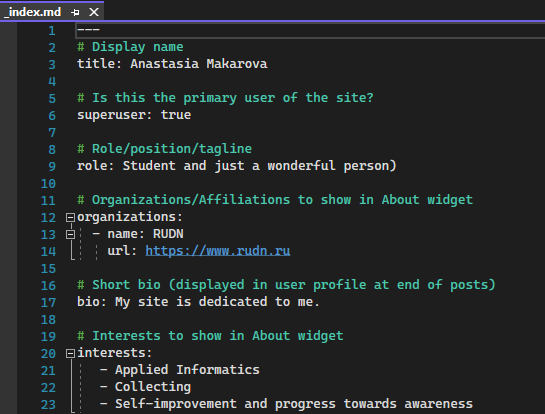 _index.md
1 ---
2 # Display name
3 title: Anastasia Makarova
4
5 # Is this the primary user of the site?
6 superuser: true
7
8 # Role/position/tagline
9 role: Student and just a wonderful person)
10
11 # Organizations/Affiliations to show in About widget
12 organizations:
13 - name: RUDN
14 url: https://www.rudn.ru
15
16 # Short bio (displayed in user profile at end of posts)
17 bio: My site is dedicated to me.
18
19 # Interests to show in About widget
20 interests:
21 - Applied Informatics
22 - Collecting
23 - Self-improvement and progress towards awareness